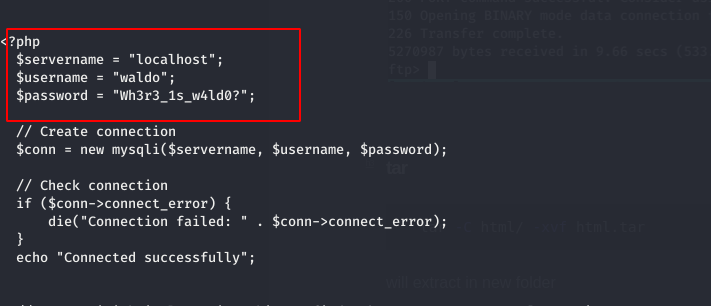 150 Opening BINARY mode data connection
226 Transfer complete.
5270987 bytes received in 9.66 secs (533
ftp>
<?php
$servername = "localhost";
$username = "waldo";
$password = "Wh3r3_1s_w4ld0?";
// Create connection
$conn = new mysqli($servername, $username, $password);
// Check connection
if ($conn->connect_error) {
die("Connection failed: " . $conn->connect_error);
}
echo "Connected successfully";
tar
html/ html.tar
will extract in new folder